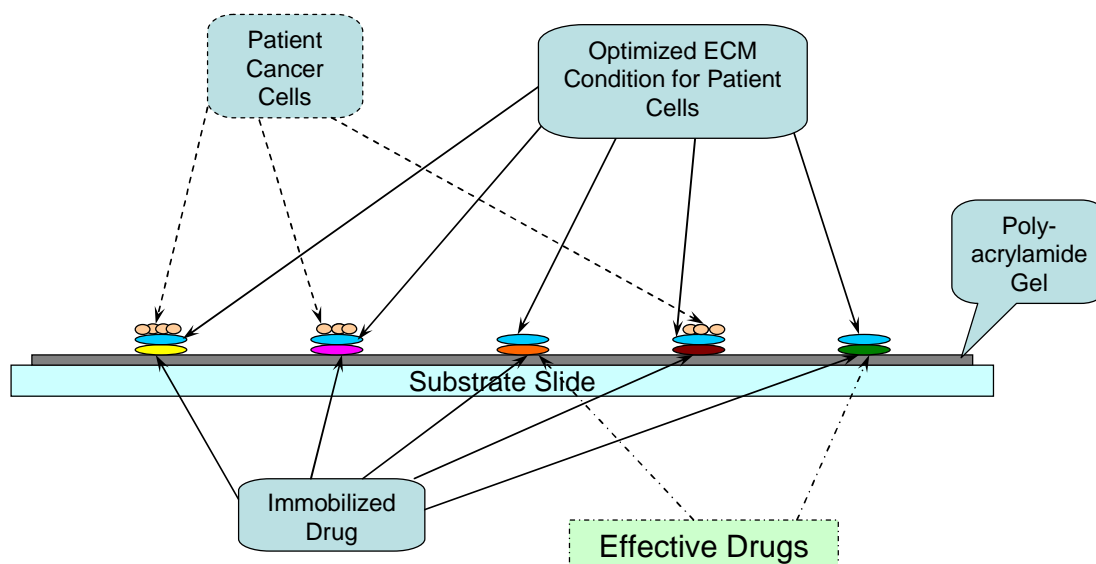 Patient
Cancer
Cells
Optimized ECM
Condition for Patient
Cells
Poly-
acrylamide
Gel
Substrate Slide
Immobilized
Drug
Effective Drugs